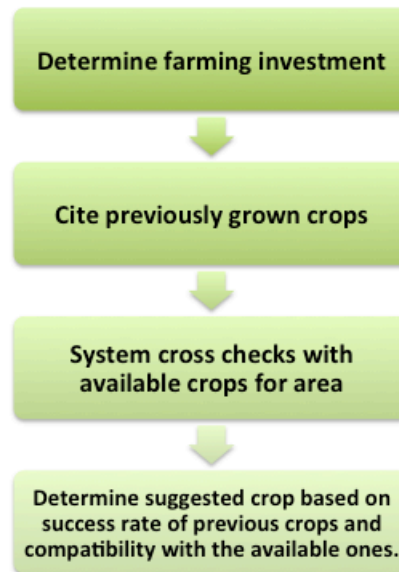 Determine farming investment
Cite previously grown crops
System cross checks with
available crops for area
Determine suggested crop based on
success rate of previous crops and
compatibility with the available ones.